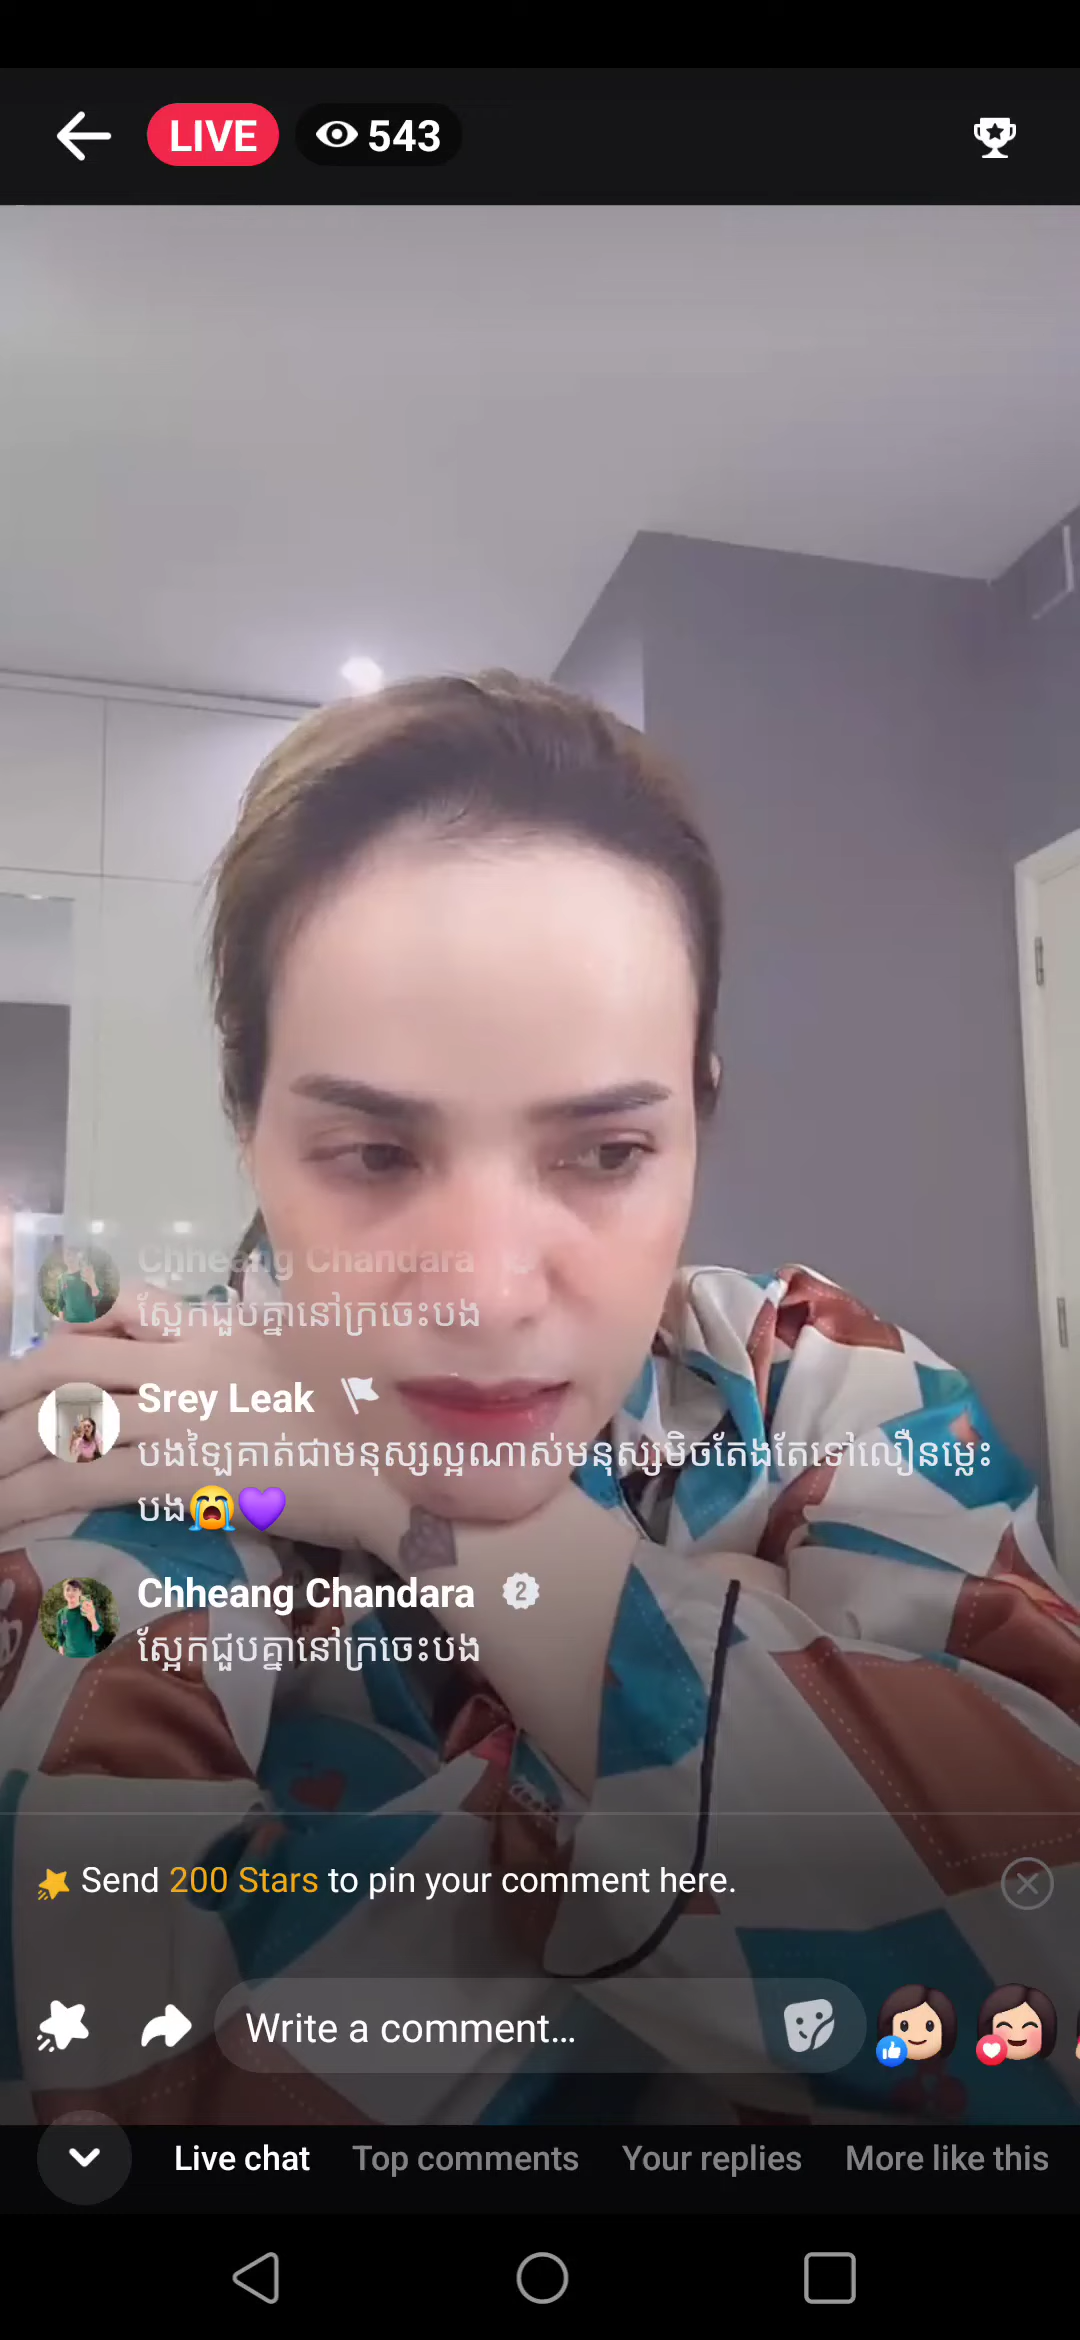 LIVE 543
Chheang Chandara
ស្អែកជួបគ្នានៅក្រចេះបង
Srey Leak
បងឡៃគាត់ជាមនុស្សល្អណាស់មនុស្សមិចតែងតែទៅលឿនម្លេះ
បង😭💜
Chheang Chandara 2
ស្អែកជួបគ្នានៅក្រចេះបង
Send 200 Stars to pin your comment here.
Write a comment...
Live chat Top comments Your replies More like this